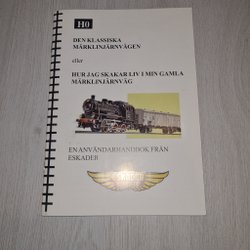 H0
DEN KLASSISKA
MÄRKLINJÄRNVÄGEN
eller
HUR JAG SKAKAR LIV I MIN GAMLA
MÄRKLINJÄRNVÄG
EN ANVÄNDARHANDBOK FRÅN
ESKADER